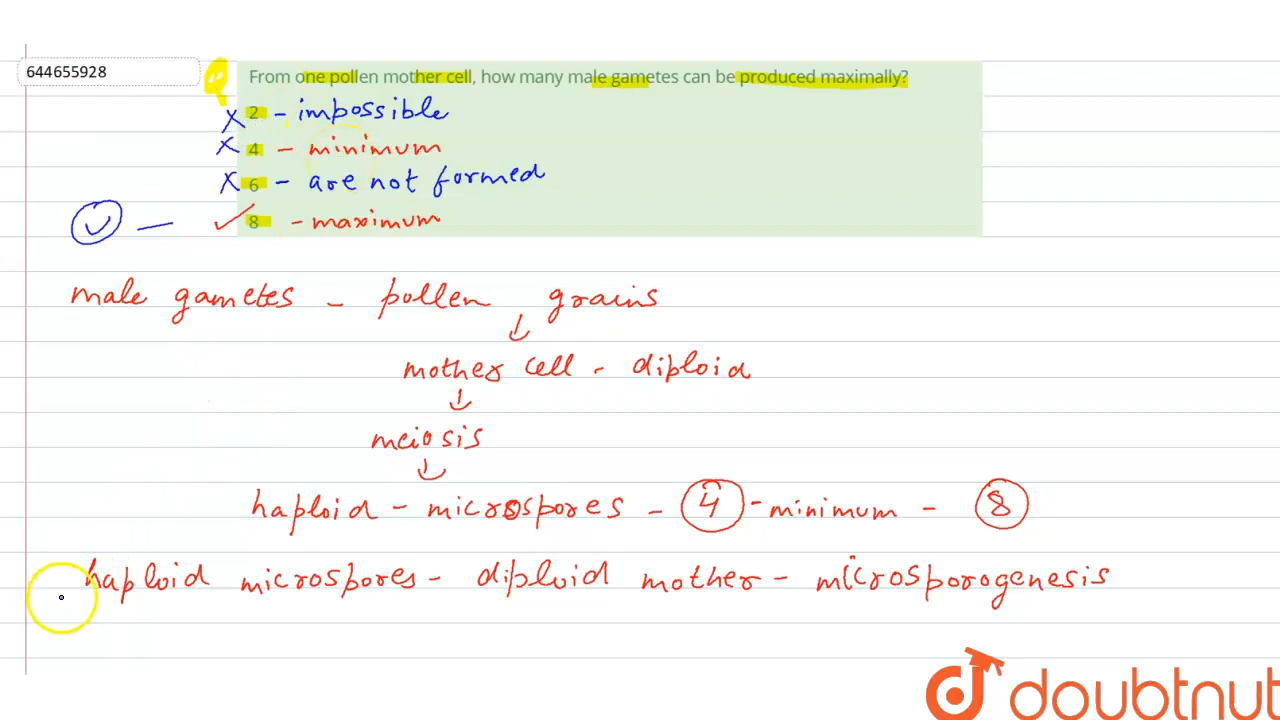 644655928
From one pollen mother cell, how many male gametes can be produced maximally?
x 2 - impossible
x 4 - minimum
x 6 - are not formed
✓ - ✓ 8 - maximum
male gametes - pollen grains
↓
mother cell - diploid
↓
meiosis
↓
haploid - microspores - 4 - minimum - 8
haploid microspores - diploid mother - microsporogenesis
doubtnut